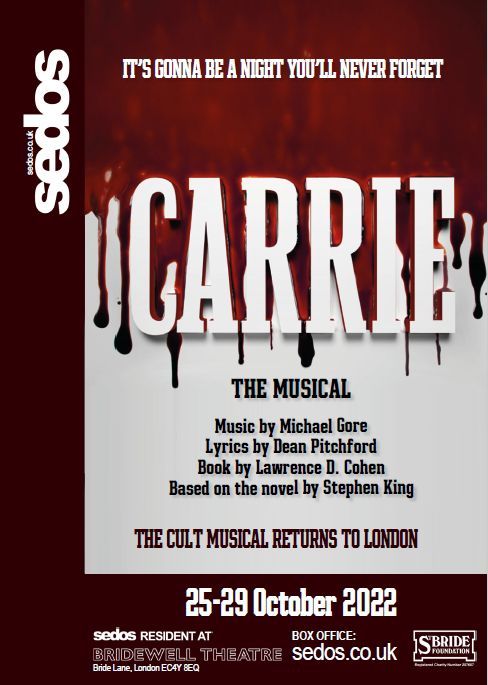 IT'S GONNA BE A NIGHT YOU'LL NEVER FORGET
sedos
sedos.co.uk
CARRIE
THE MUSICAL
Music by Michael Gore
Lyrics by Dean Pitchford
Book by Lawrence D. Cohen
Based on the novel by Stephen King
THE CULT MUSICAL RETURNS TO LONDON
25-29 October 2022
sedos RESIDENT AT
BRIDEWELL THEATRE
Bride Lane, London EC4Y 8EQ
BOX OFFICE:
sedos.co.uk
ST BRIDE
FOUNDATION
Registered Charity Number